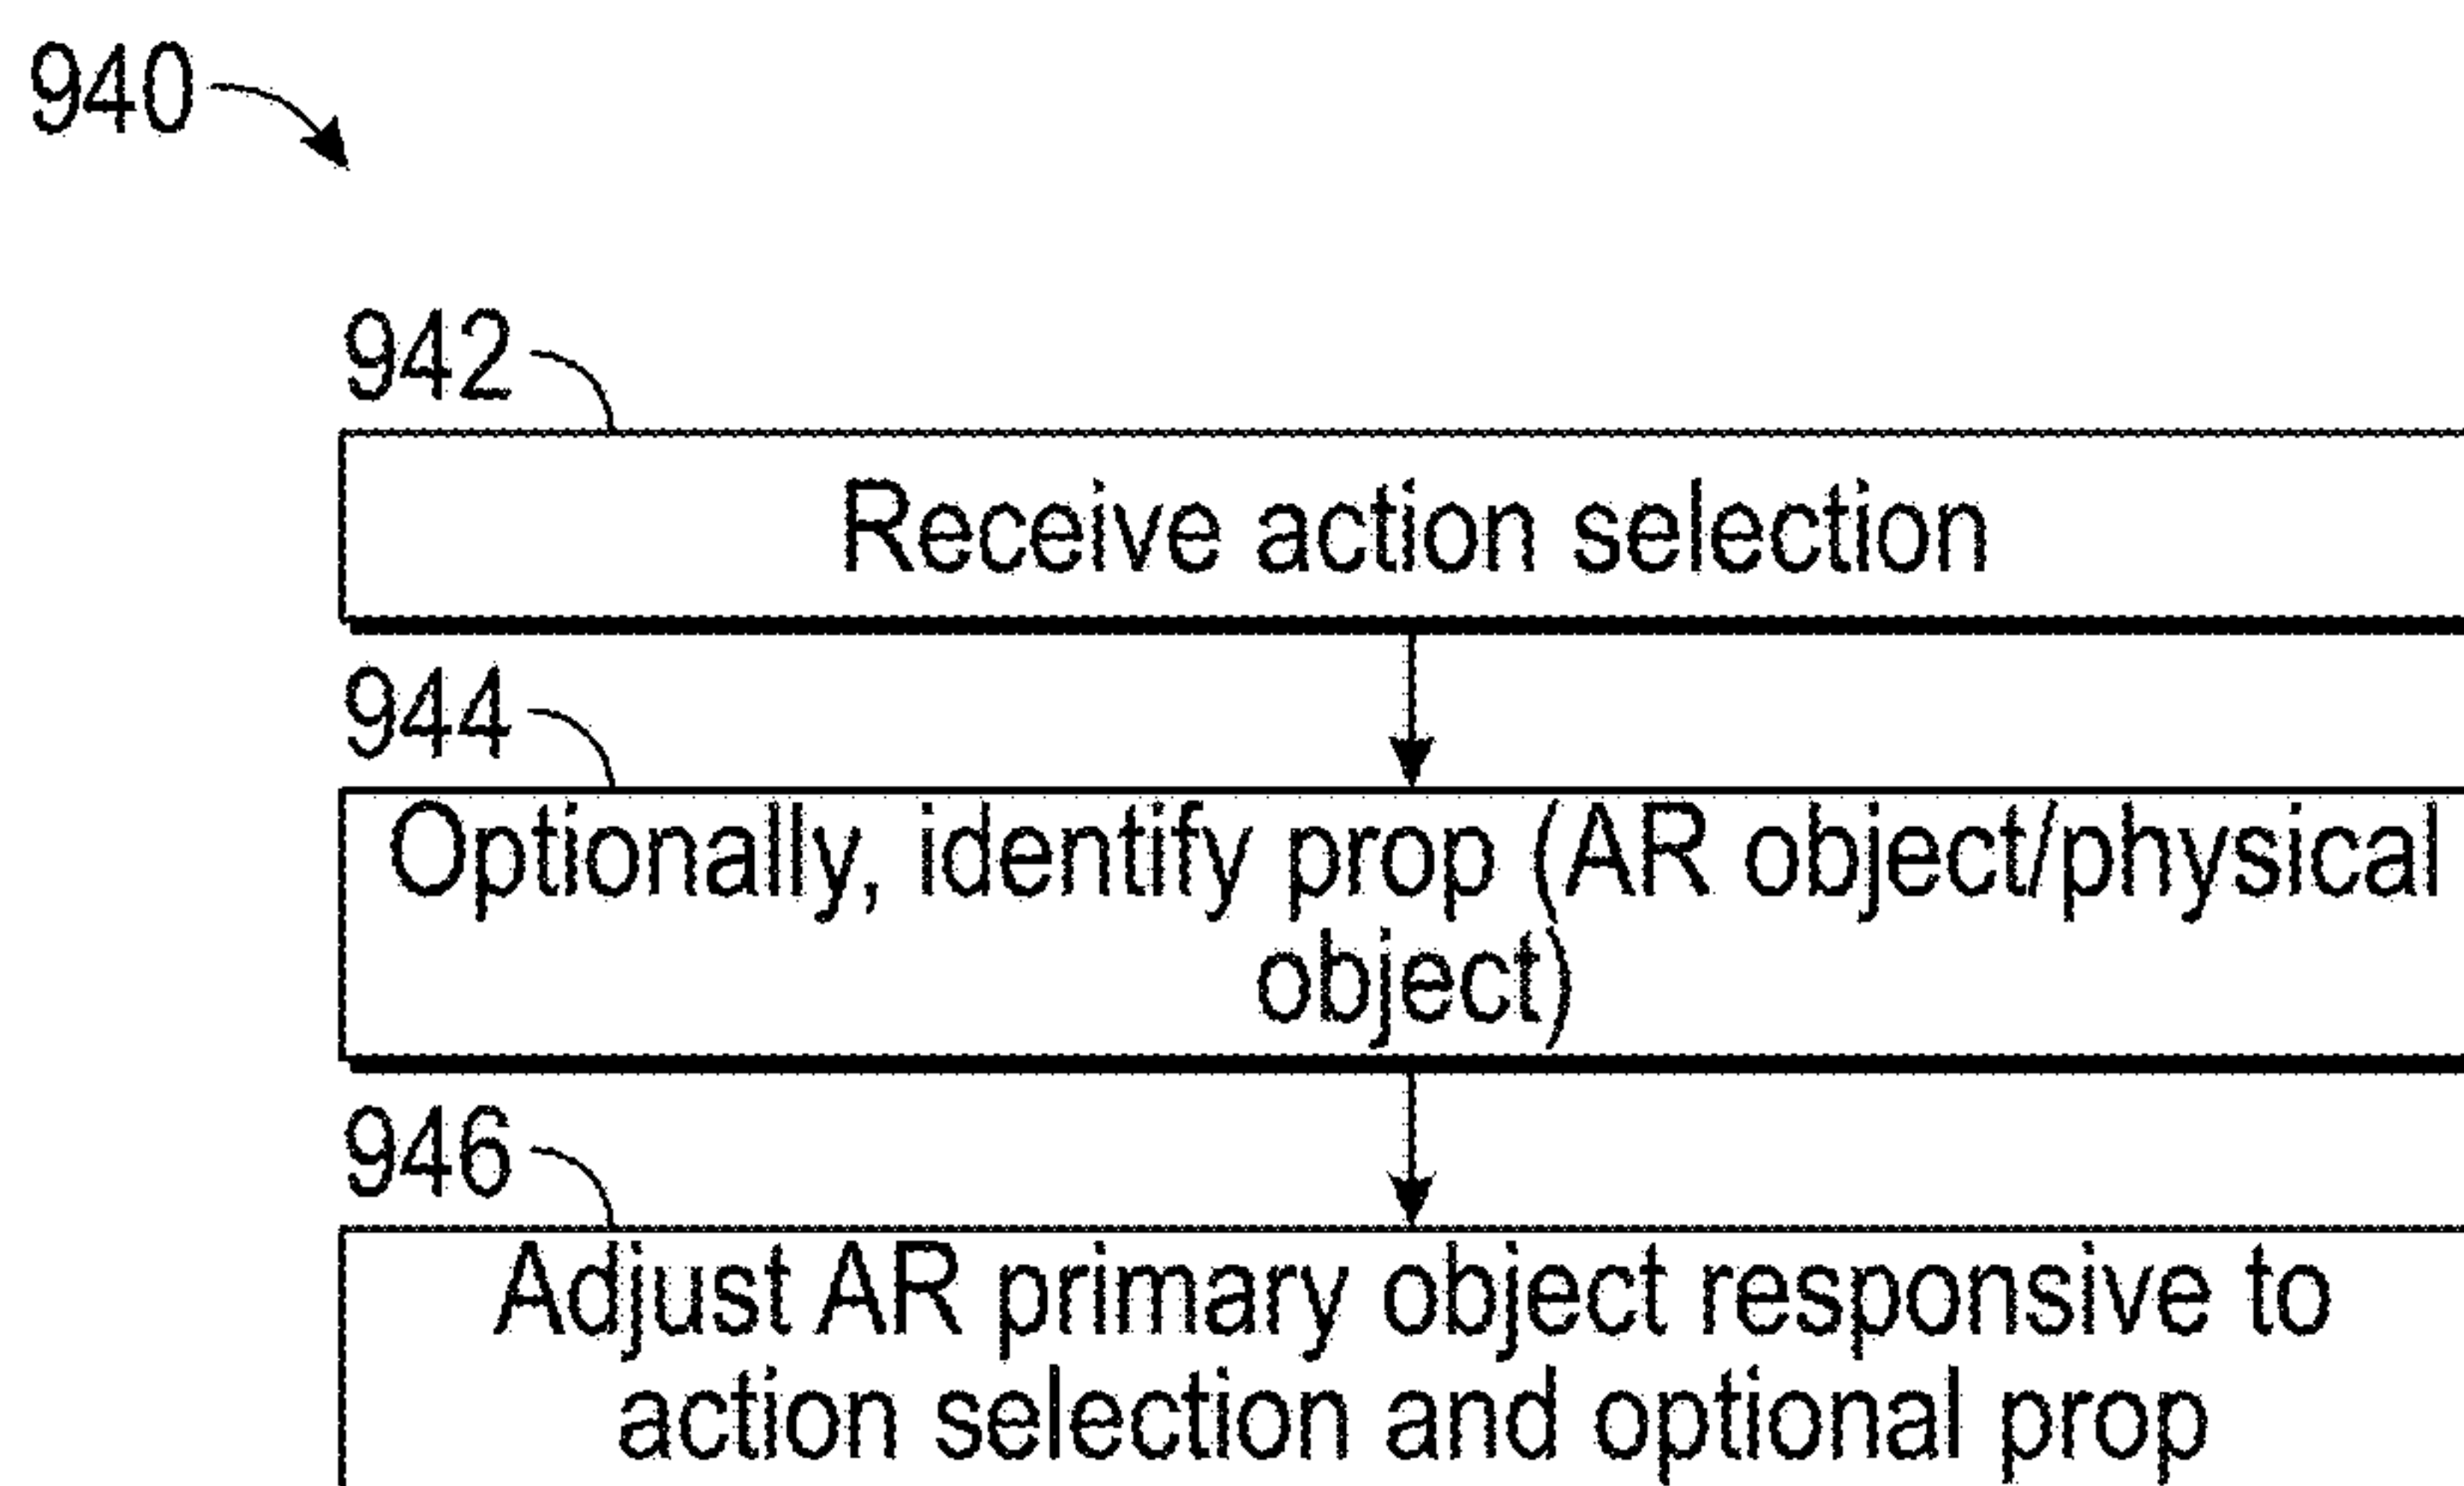 940
942
Receive action selection
944
Optionally, identify prop (AR object/physical
object)
946
Adjust AR primary object responsive to
action selection and optional prop